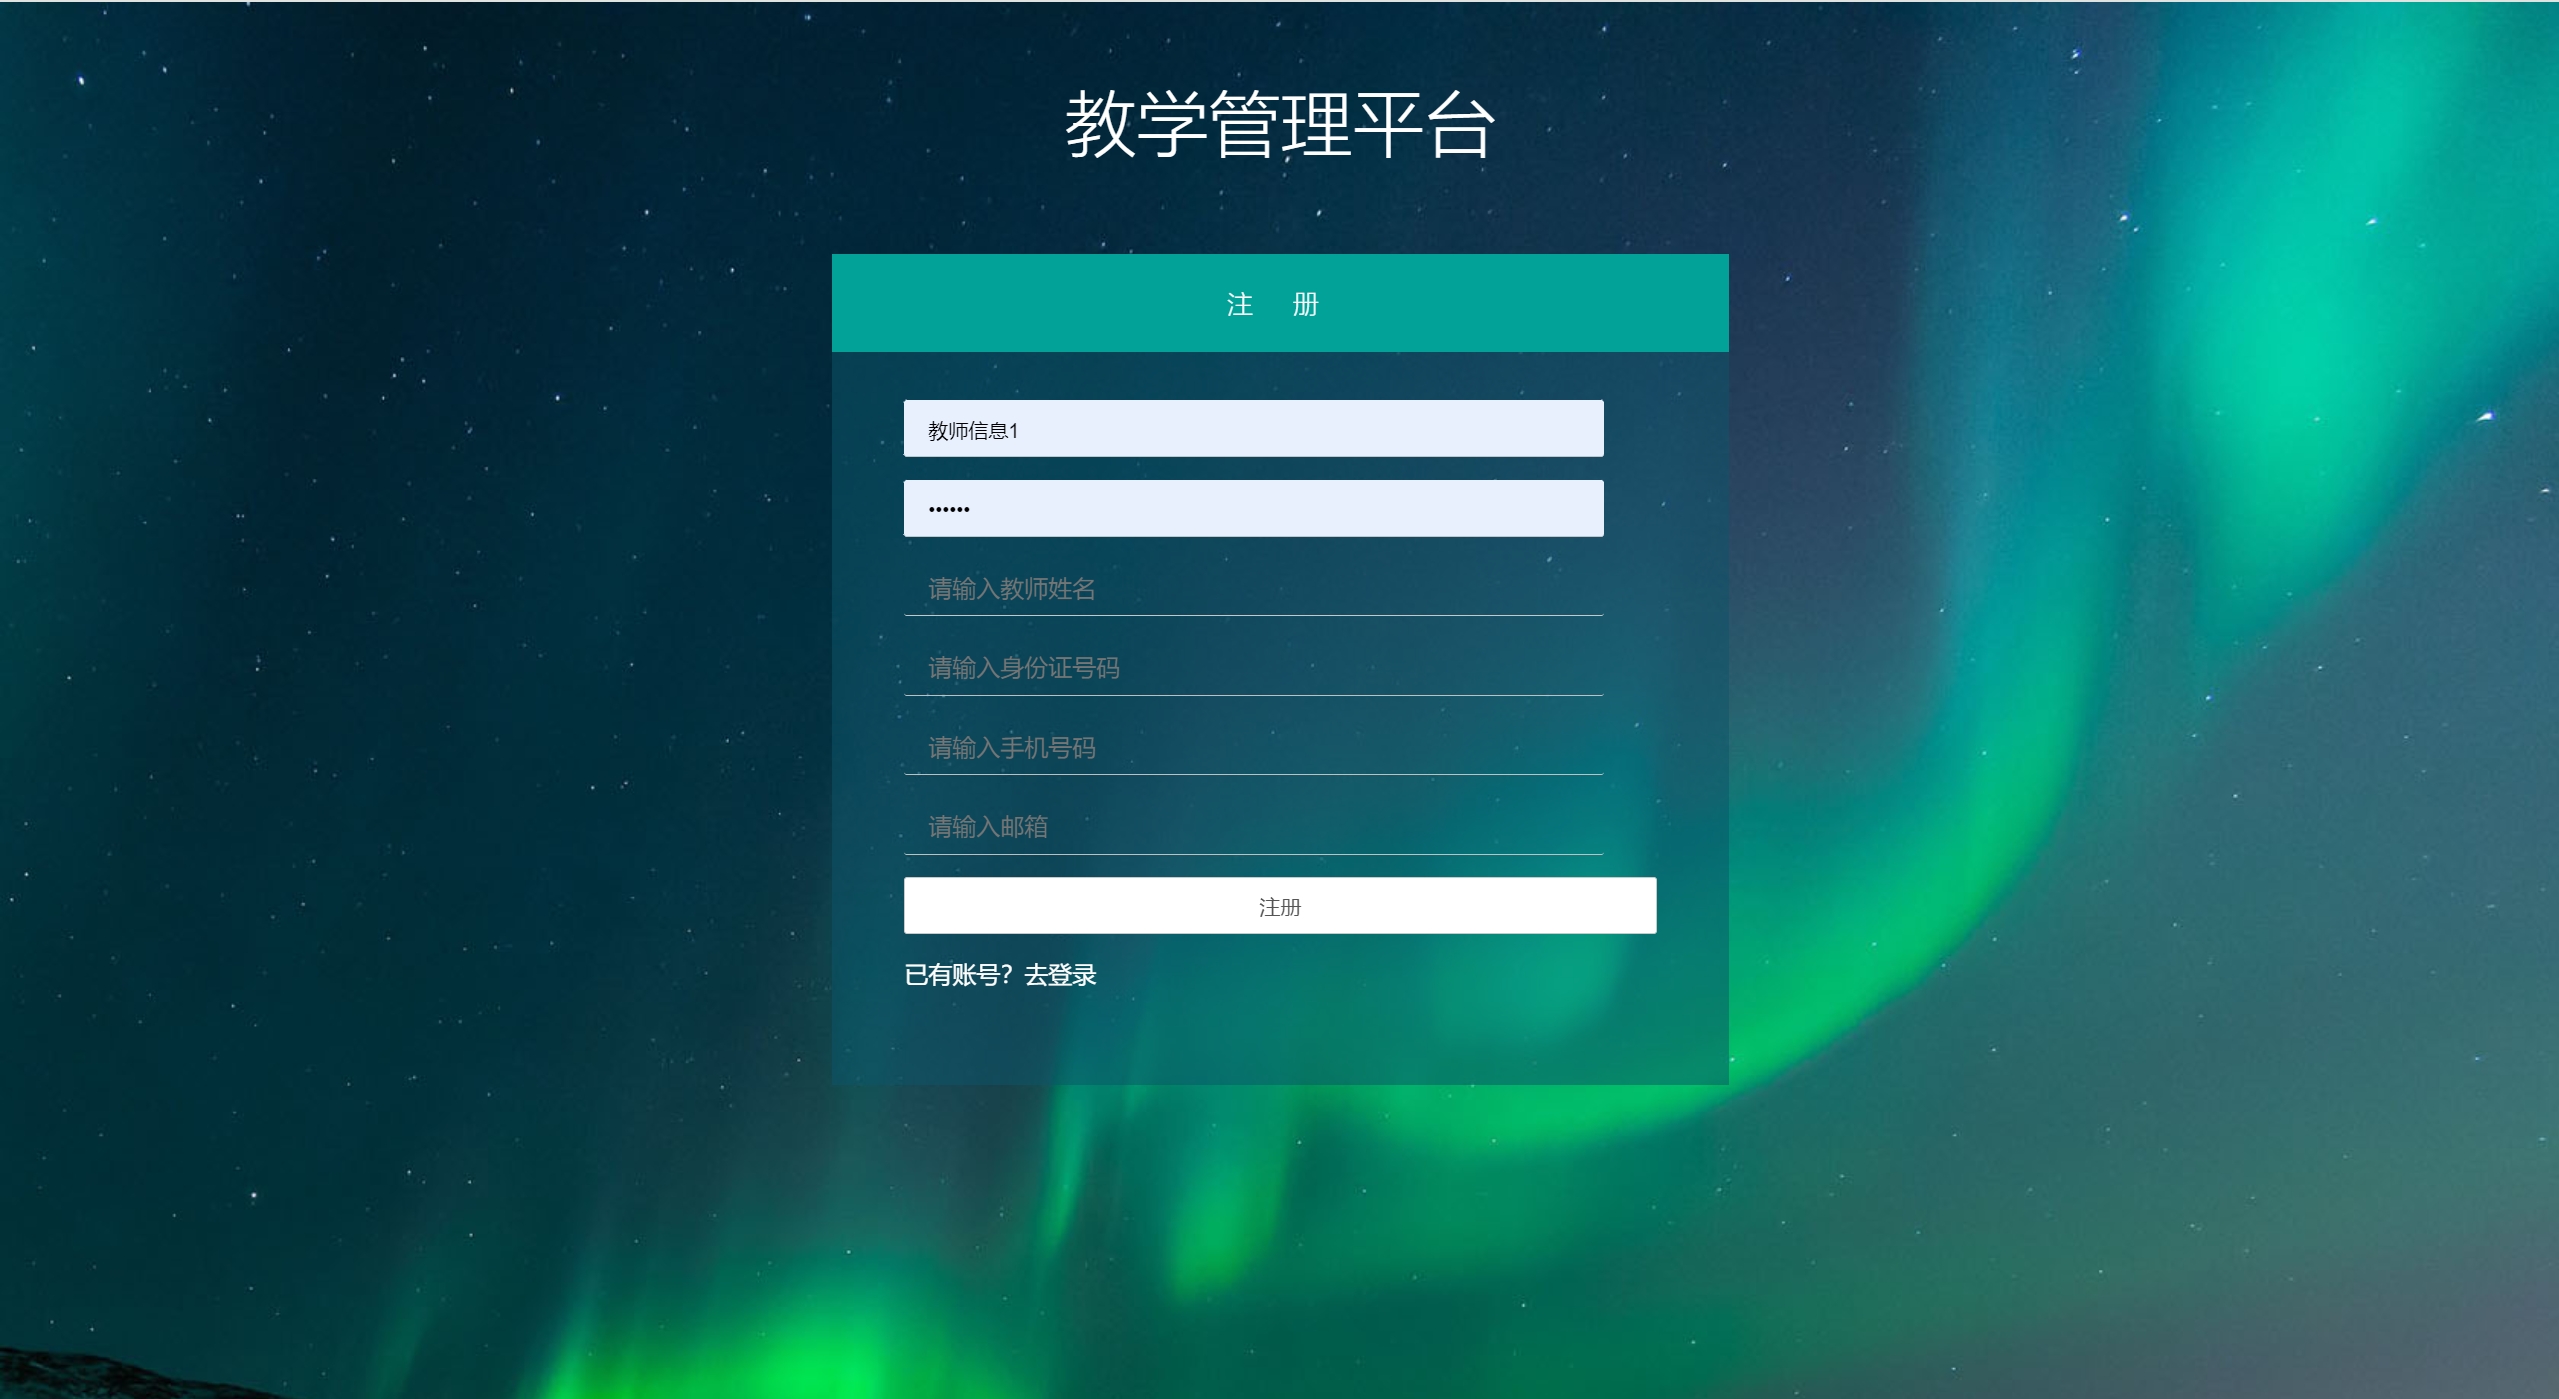 教学管理平台
注 册
教师信息1
••••••
请输入教师姓名
请输入身份证号码
请输入手机号码
请输入邮箱
注册
已有账号？去登录